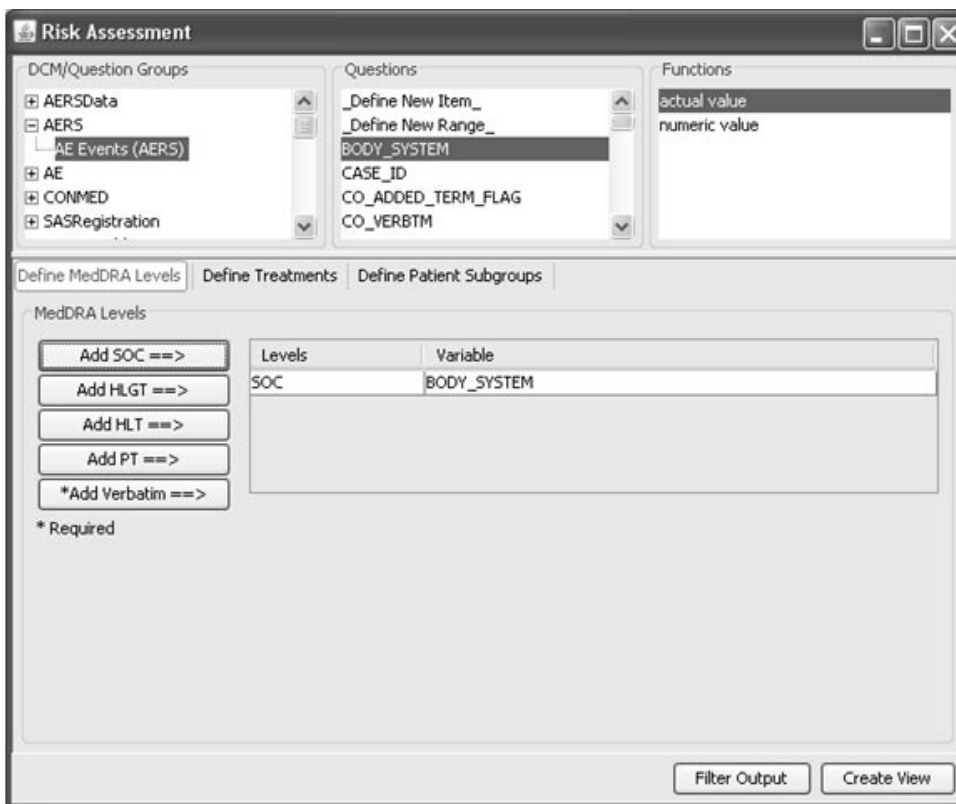 Risk Assessment
DCM/Question Groups
AERSData
AERS
AE Events (AERS)
AE
CONMED
SASRegistration
Questions
_Define New Item_
_Define New Range_
BODY_SYSTEM
CASE_ID
CO_ADDED_TERM_FLAG
CO_VERBTM
Functions
actual value
numeric value
Define MedDRA Levels Define Treatments Define Patient Subgroups
MedDRA Levels
Add SOC ==>
Add HLGT ==>
Add HLT ==>
Add PT ==>
*Add Verbatim ==>
* Required
Levels Variable
SOC BODY_SYSTEM
Filter Output Create View